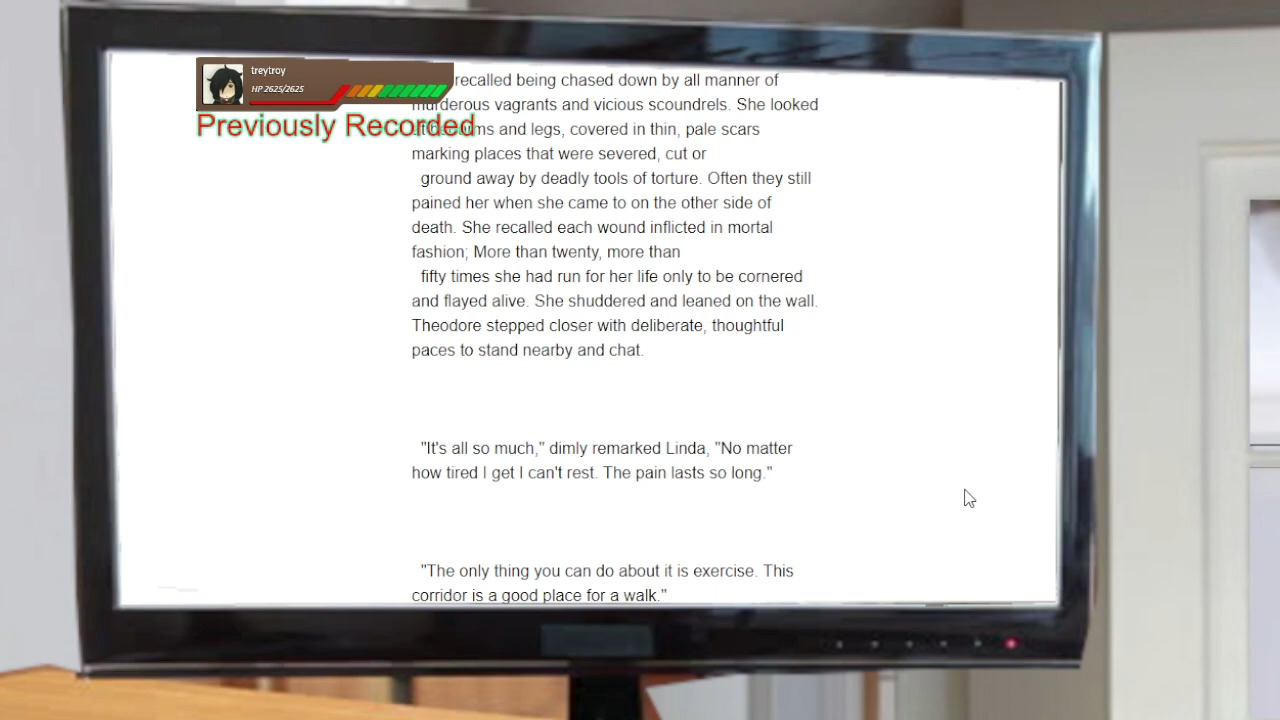 treytroy
HP 2625/2625
Previously Recorded
recalled being chased down by all manner of
murderous vagrants and vicious scoundrels. She looked
arms and legs, covered in thin, pale scars
marking places that were severed, cut or
ground away by deadly tools of torture. Often they still
pained her when she came to on the other side of
death. She recalled each wound inflicted in mortal
fashion; More than twenty, more than
fifty times she had run for her life only to be cornered
and flayed alive. She shuddered and leaned on the wall.
Theodore stepped closer with deliberate, thoughtful
paces to stand nearby and chat.
"It's all so much," dimly remarked Linda, "No matter
how tired I get I can't rest. The pain lasts so long."
"The only thing you can do about it is exercise. This
corridor is a good place for a walk."